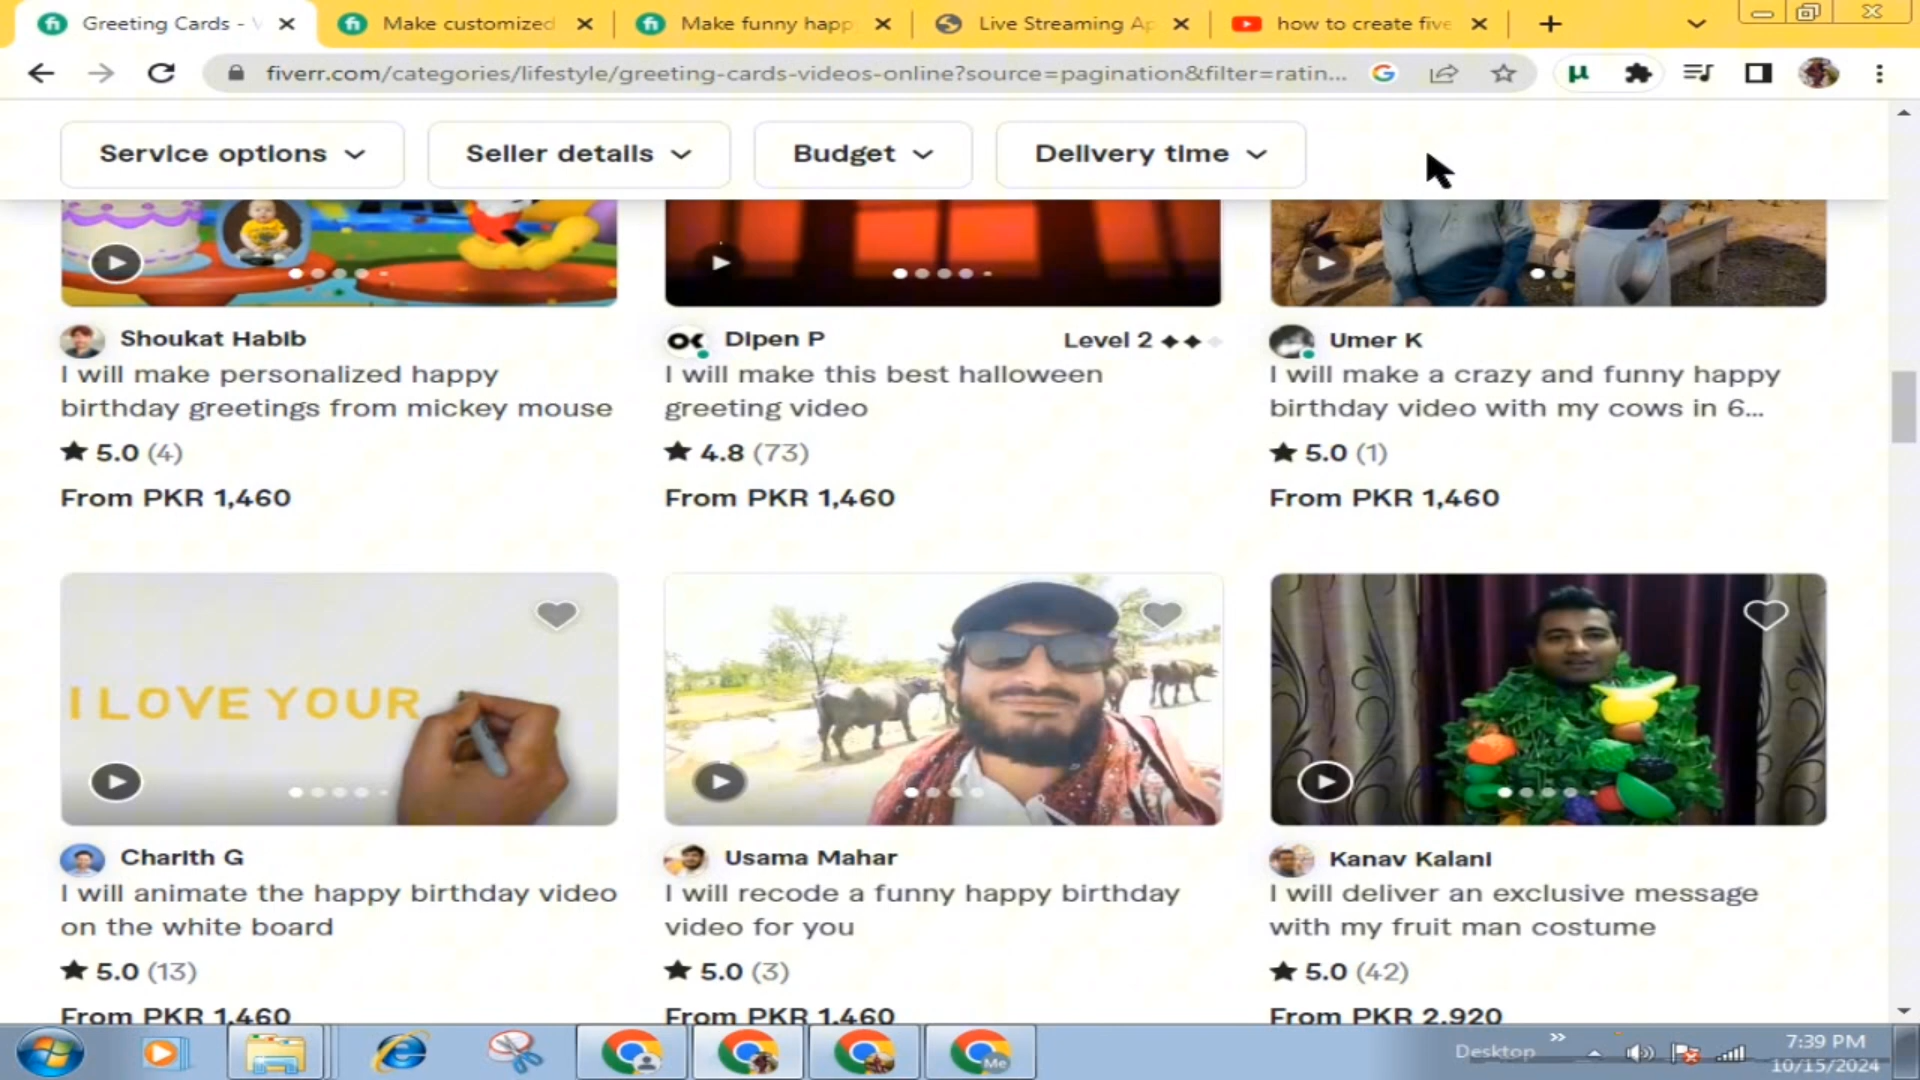 Greeting Cards - V
Make customized
Make funny happ
Live Streaming Ap
how to create five
fiverr.com/categories/lifestyle/greeting-cards-videos-online?source=pagination&filter=ratin...
Service options
Seller details
Budget
Delivery time
Shoukat Habib
I will make personalized happy
birthday greetings from mickey mouse
5.0 (4)
From PKR 1,460
Dipen P
Level 2
I will make this best halloween
greeting video
4.8 (73)
From PKR 1,460
Umer K
I will make a crazy and funny happy
birthday video with my cows in 6...
5.0 (1)
From PKR 1,460
I LOVE YOUR
Charith G
I will animate the happy birthday video
on the white board
5.0 (13)
From PKR 1,460
Usama Mahar
I will recode a funny happy birthday
video for you
5.0 (3)
From PKR 1,460
Kanav Kalani
I will deliver an exclusive message
with my fruit man costume
5.0 (42)
From PKR 2,920
Me
Desktop
7:39 PM
10/15/2024